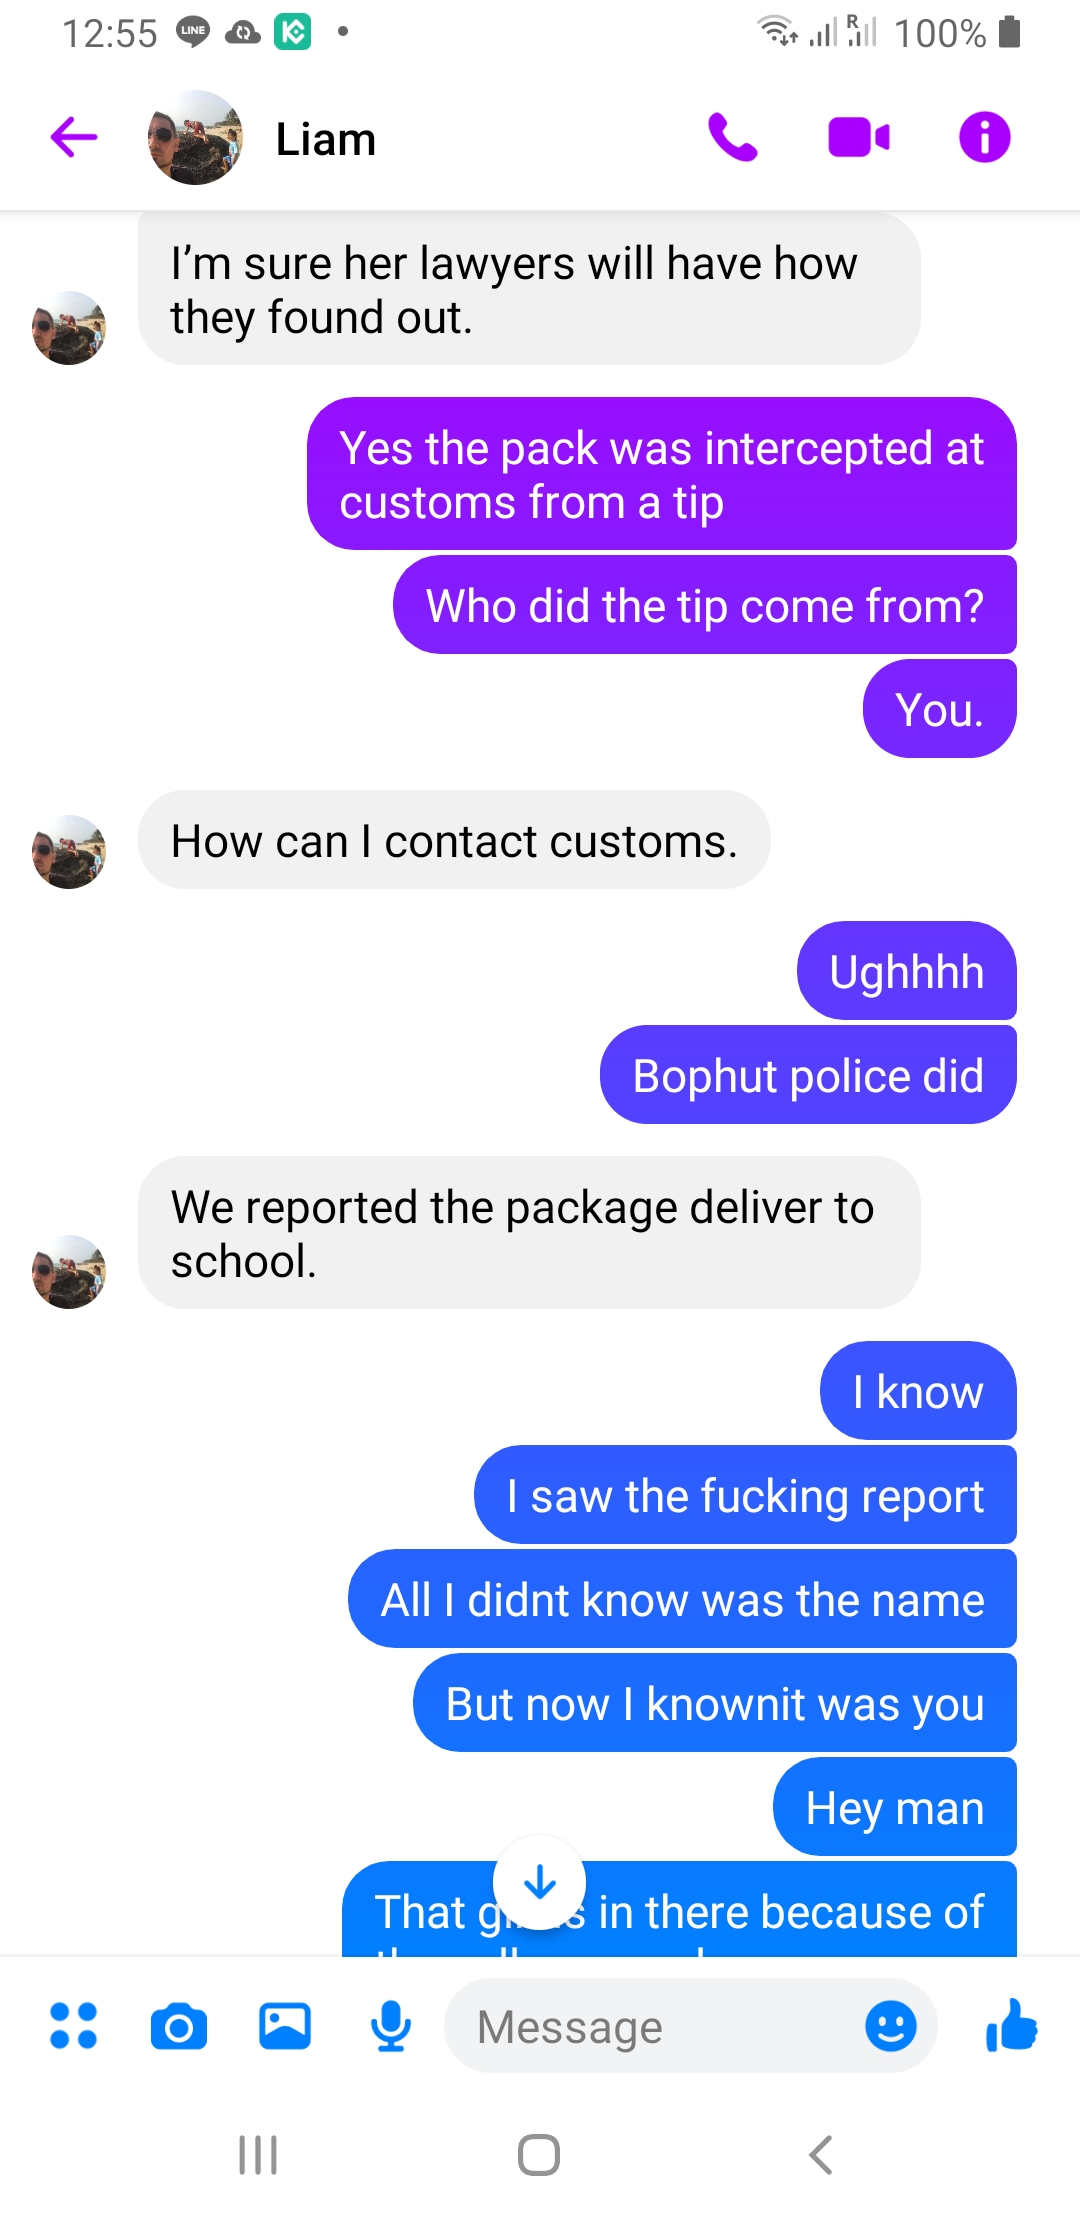 12:55 LINE R 100%
Liam
I’m sure her lawyers will have how
they found out.
Yes the pack was intercepted at
customs from a tip
Who did the tip come from?
You.
How can I contact customs.
Ughhhh
Bophut police did
We reported the package deliver to
school.
I know
I saw the fucking report
All I didnt know was the name
But now I knownit was you
Hey man
That in there because of
Message